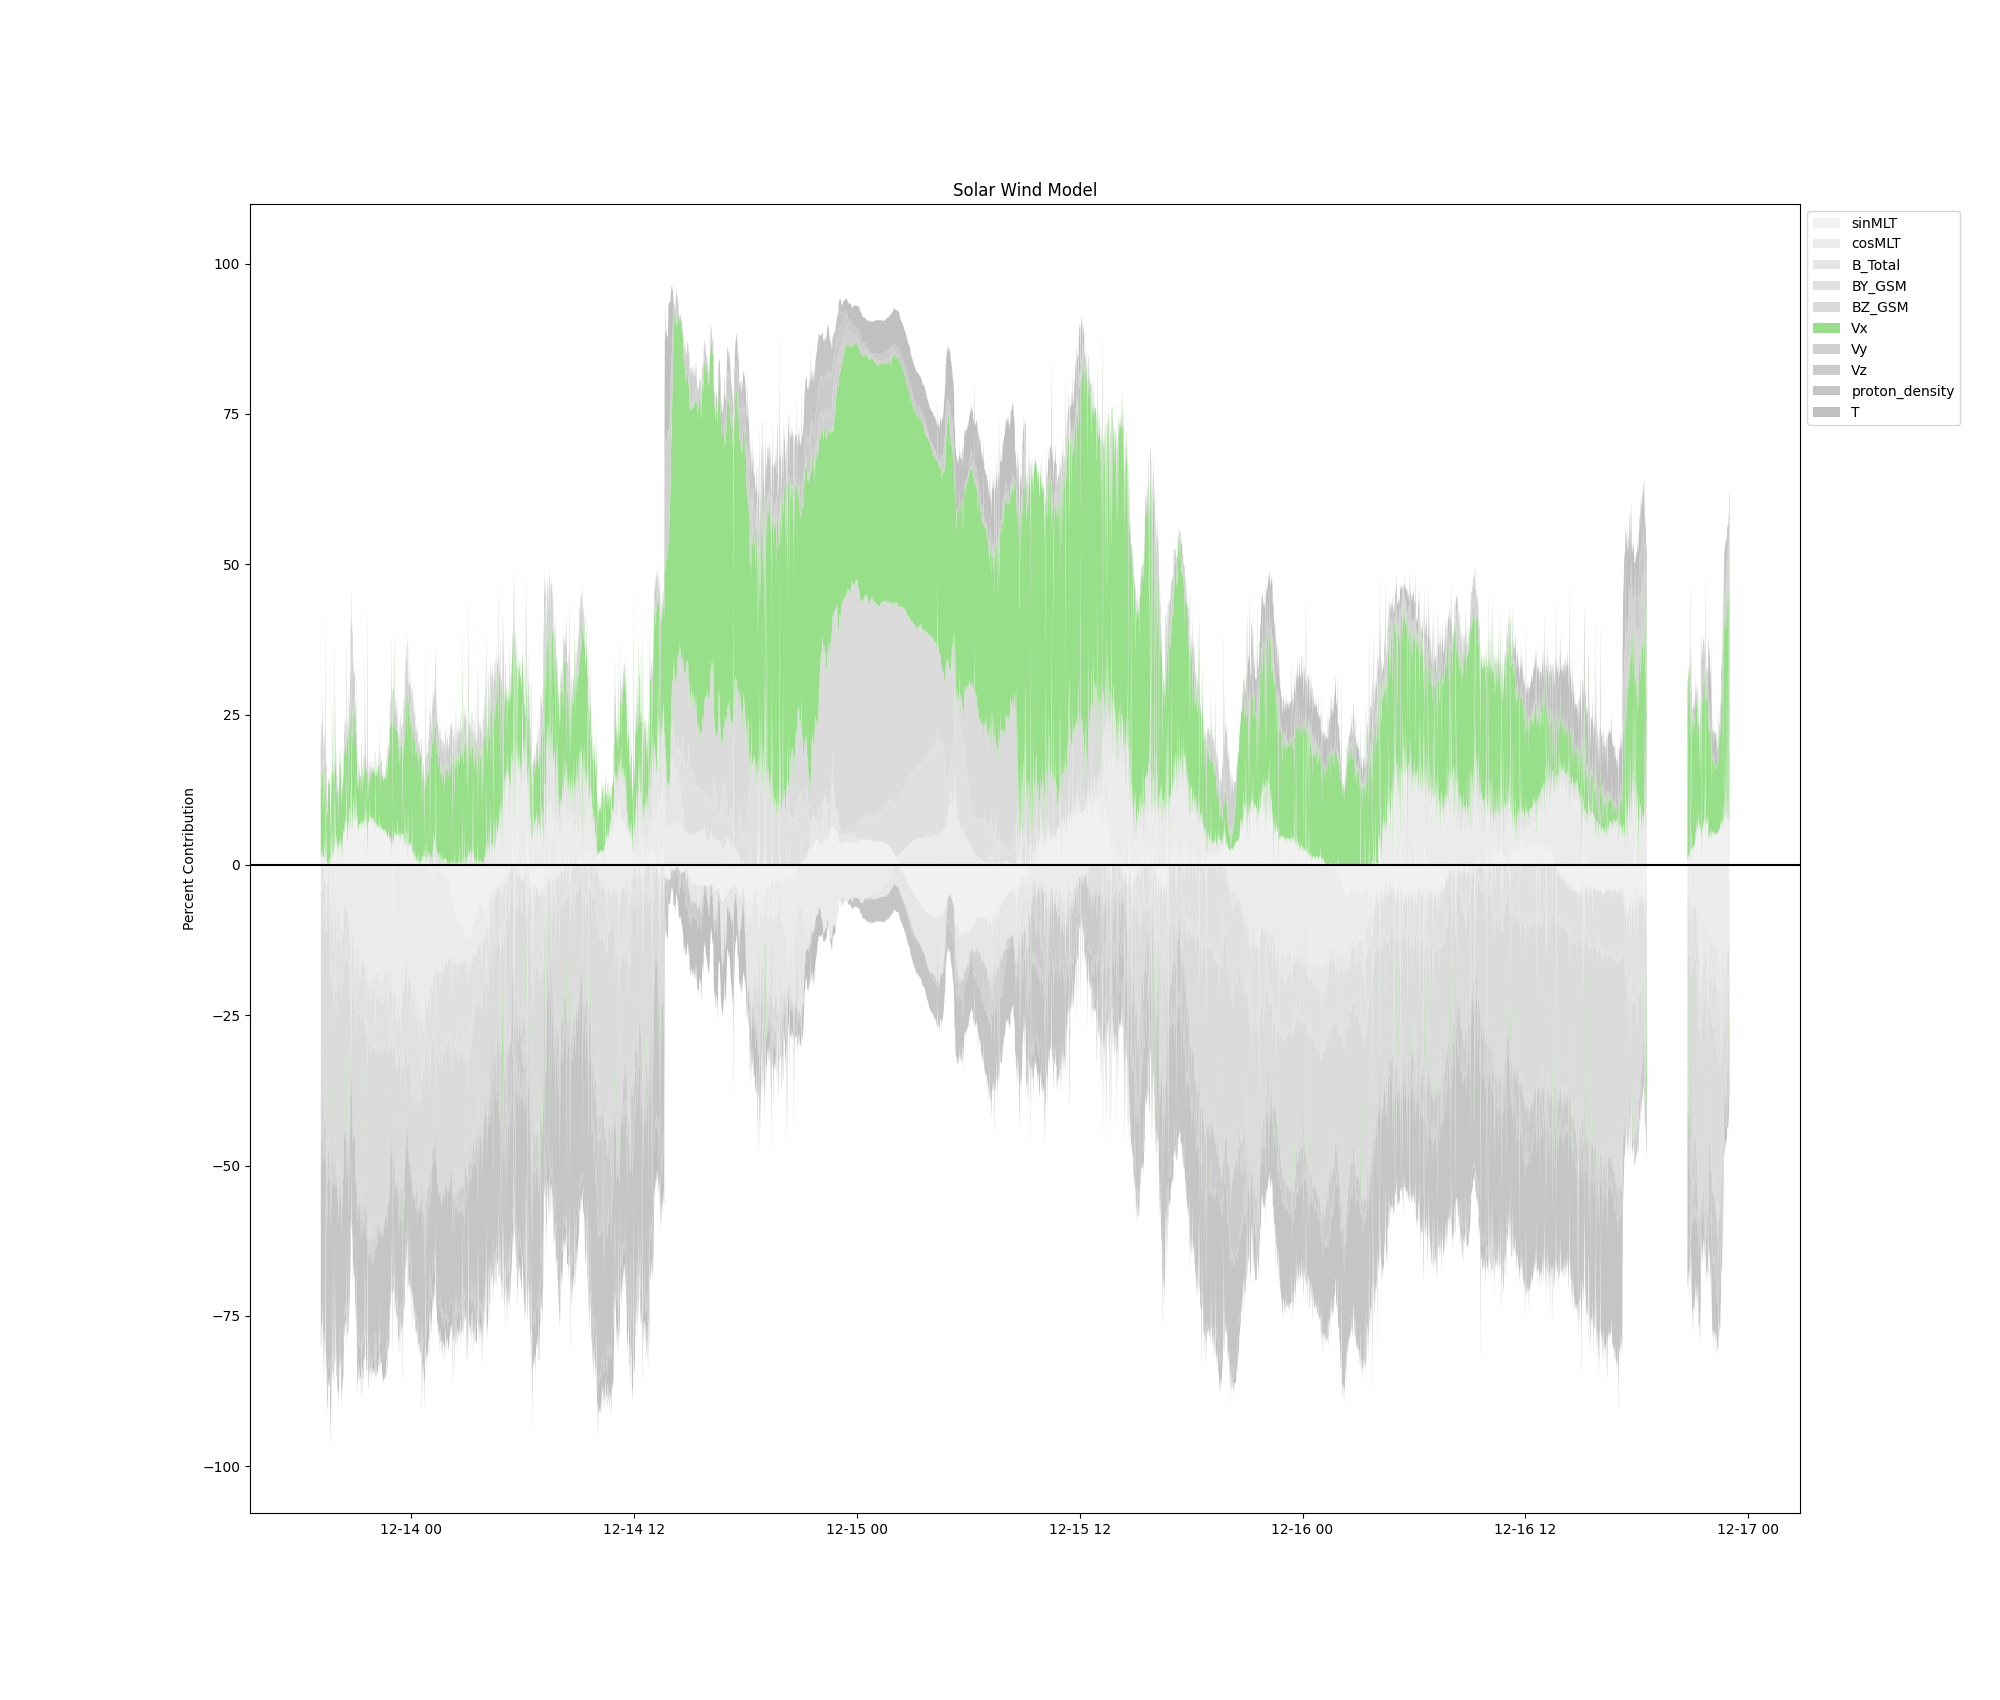 Solar Wind Model
sinMLT
cosMLT
B_Total
BY_GSM
BZ_GSM
Vx
Vy
Vz
proton_density
T
Percent Contribution
100
75
50
25
0
−25
−50
−75
−100
12-14 00
12-14 12
12-15 00
12-15 12
12-16 00
12-16 12
12-17 00